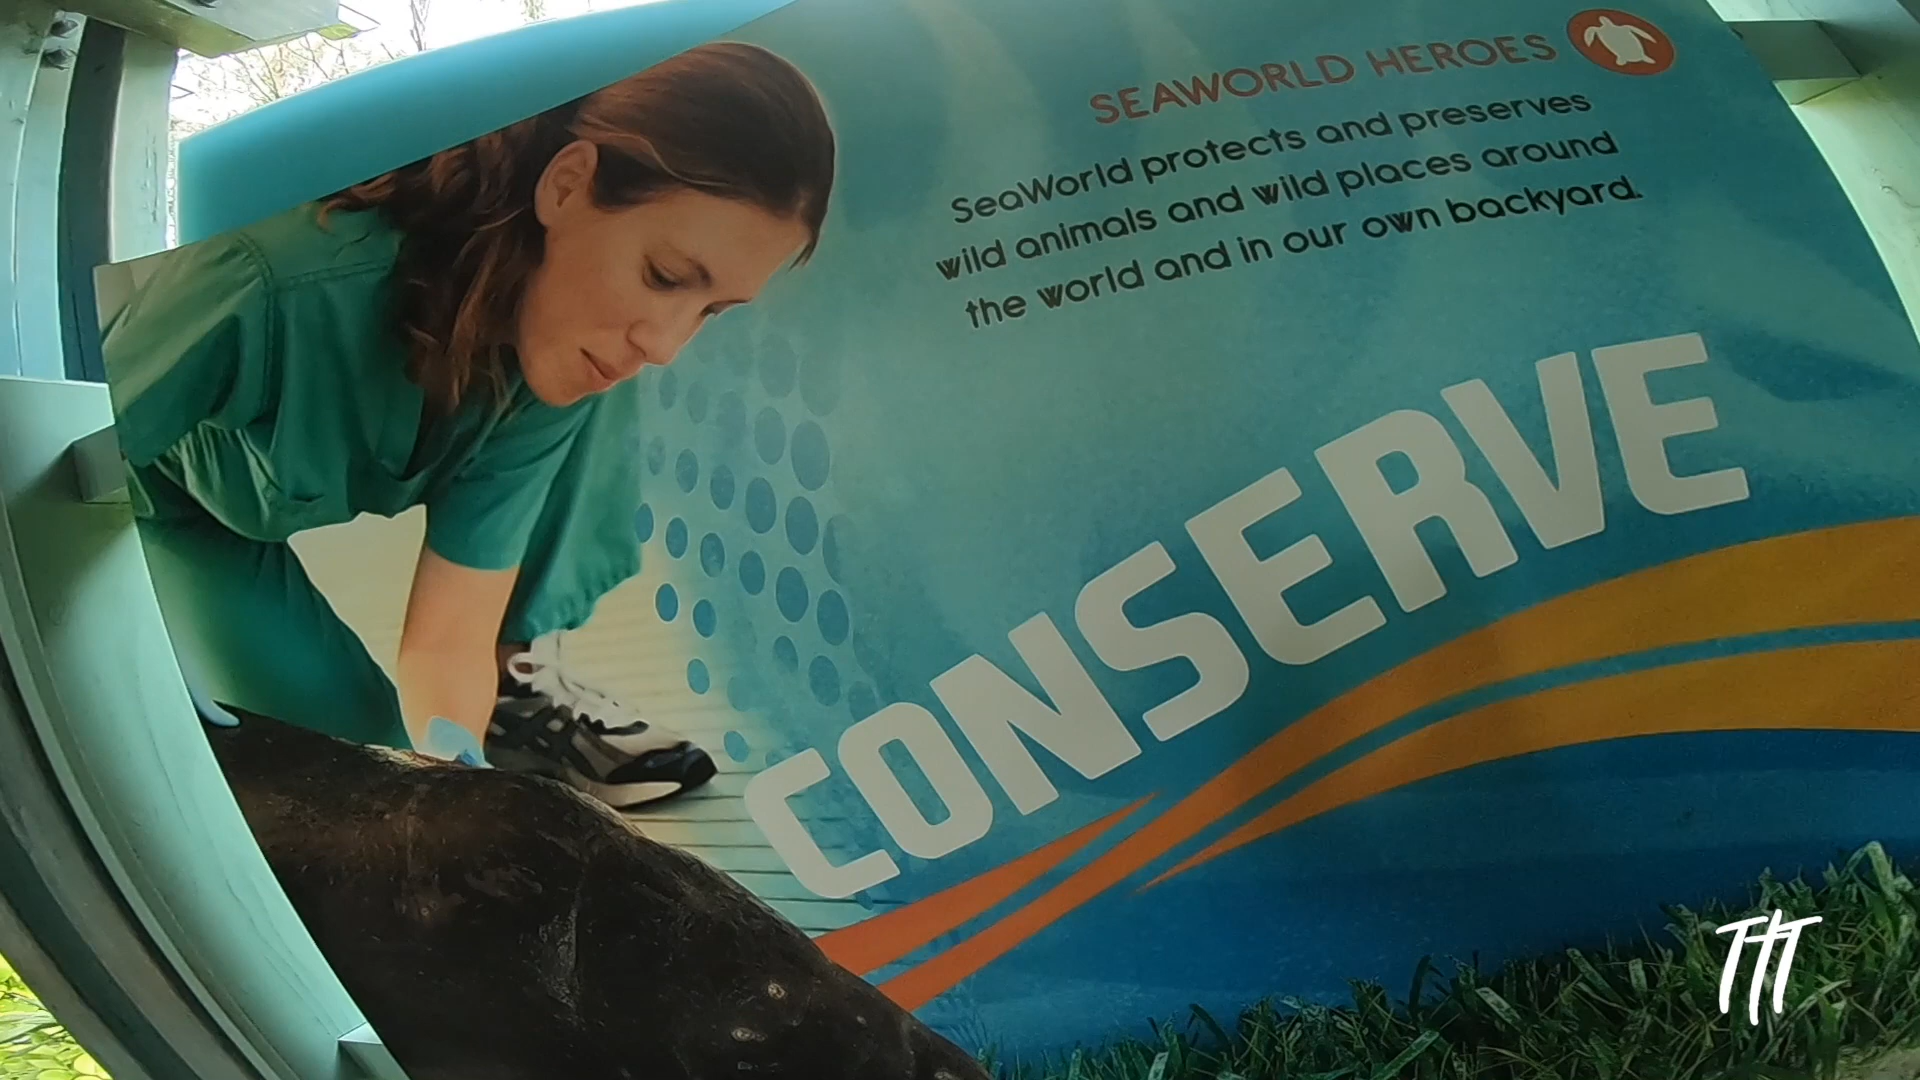 SEAWORLD HEROES
SeaWorld protects and preserves
wild animals and wild places around
the world and in our own backyard.
CONSERVE